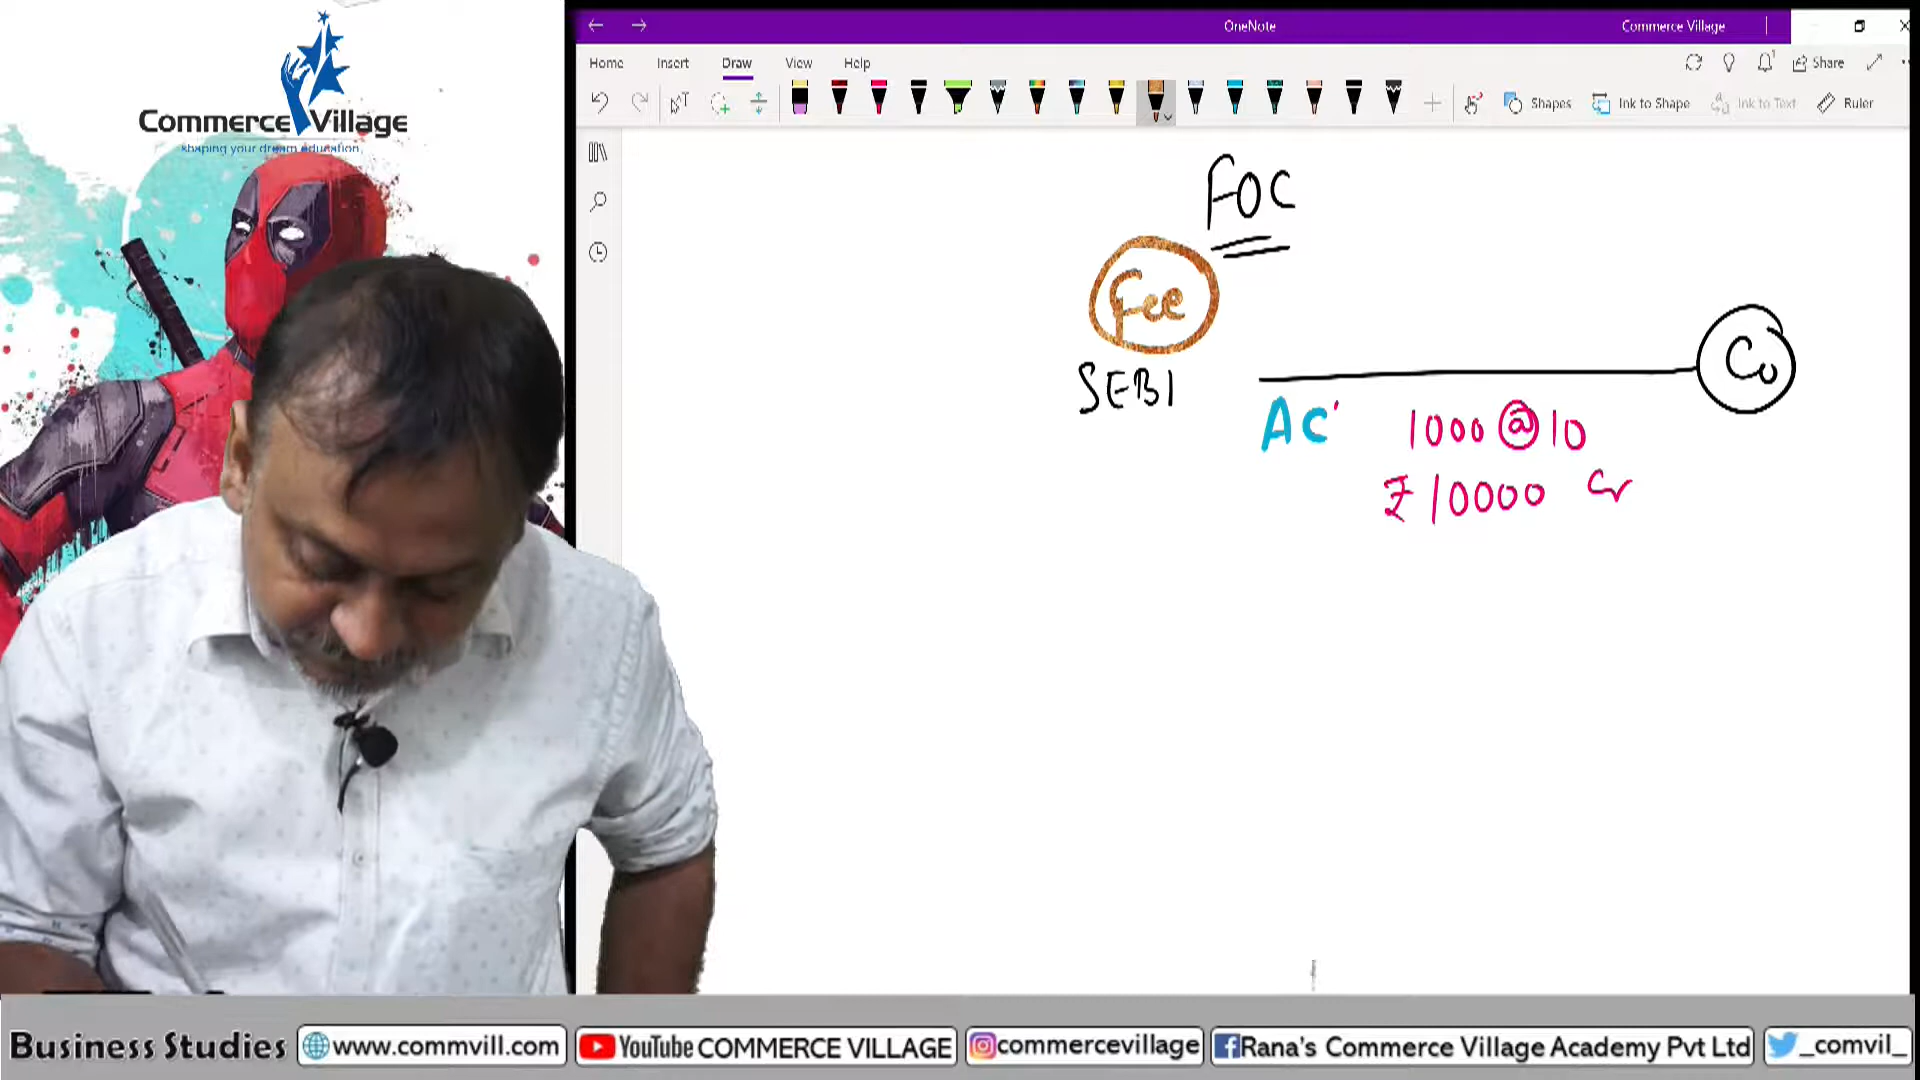 Commerce Village
shaping your dream education,
OneNote
Commerce Village
Home Insert Draw View Help
Share
Shapes
Ink to Shape
Ink to Text
Ruler
FOC
Fee
SEBI
Co
AC
1000 @ 10
₹ 10000 Cr
Business Studies
www.commvill.com
YouTube COMMERCE VILLAGE
commercevillage
Rana's Commerce Village Academy Pvt Ltd
_comvil_